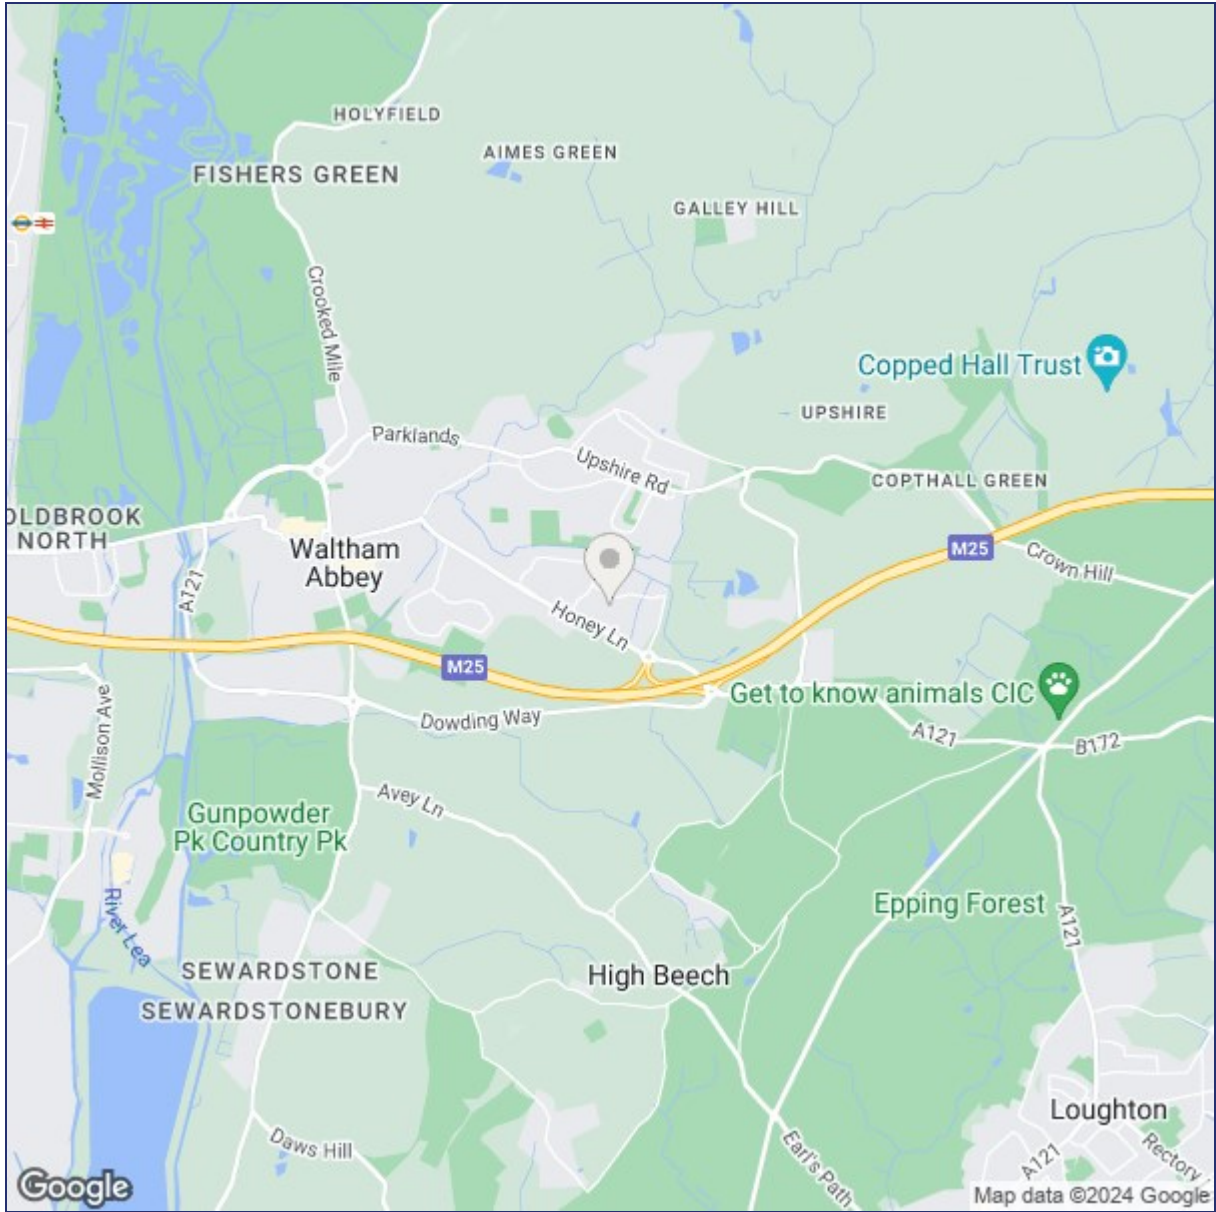 HOLYFIELD
AIMES GREEN
FISHERS GREEN
GALLEY HILL
Crooked Mile
Copped Hall Trust
UPSHIRE
Parklands
Upshire Rd
COPTHALL GREEN
OLDBROOK
NORTH
Waltham
Abbey
M25
Crown Hill
A121
Honey Ln
M25
Get to know animals CIC
Mollison Ave
Dowding Way
A121
B172
Avey Ln
Gunpowder
Pk Country Pk
River Lea
Epping Forest
A121
SEWARDSTONE
High Beech
SEWARDSTONEBURY
Loughton
Daws Hill
Earl's Path
A121
Rectory
Google
Map data ©2024 Google